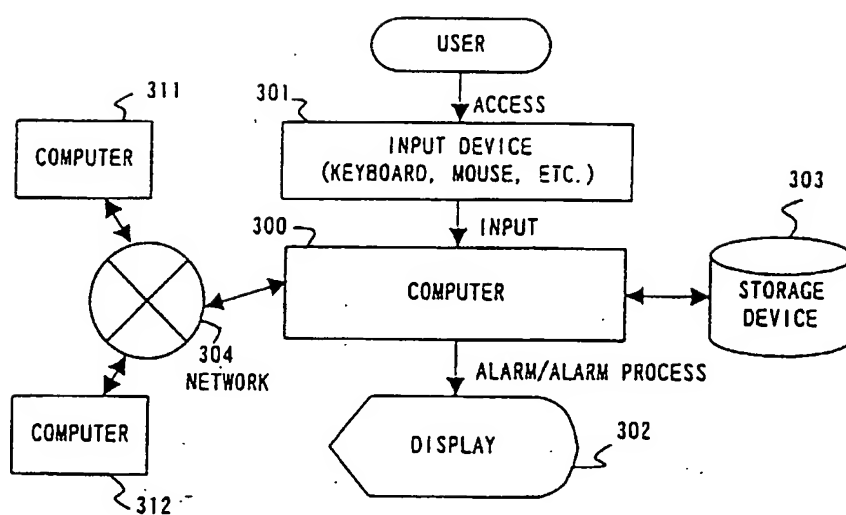 USER
ACCESS
311
301
COMPUTER
INPUT DEVICE
(KEYBOARD, MOUSE, ETC.)
303
300
INPUT
COMPUTER
STORAGE
DEVICE
304
NETWORK
ALARM/ALARM PROCESS
COMPUTER
DISPLAY
302
312